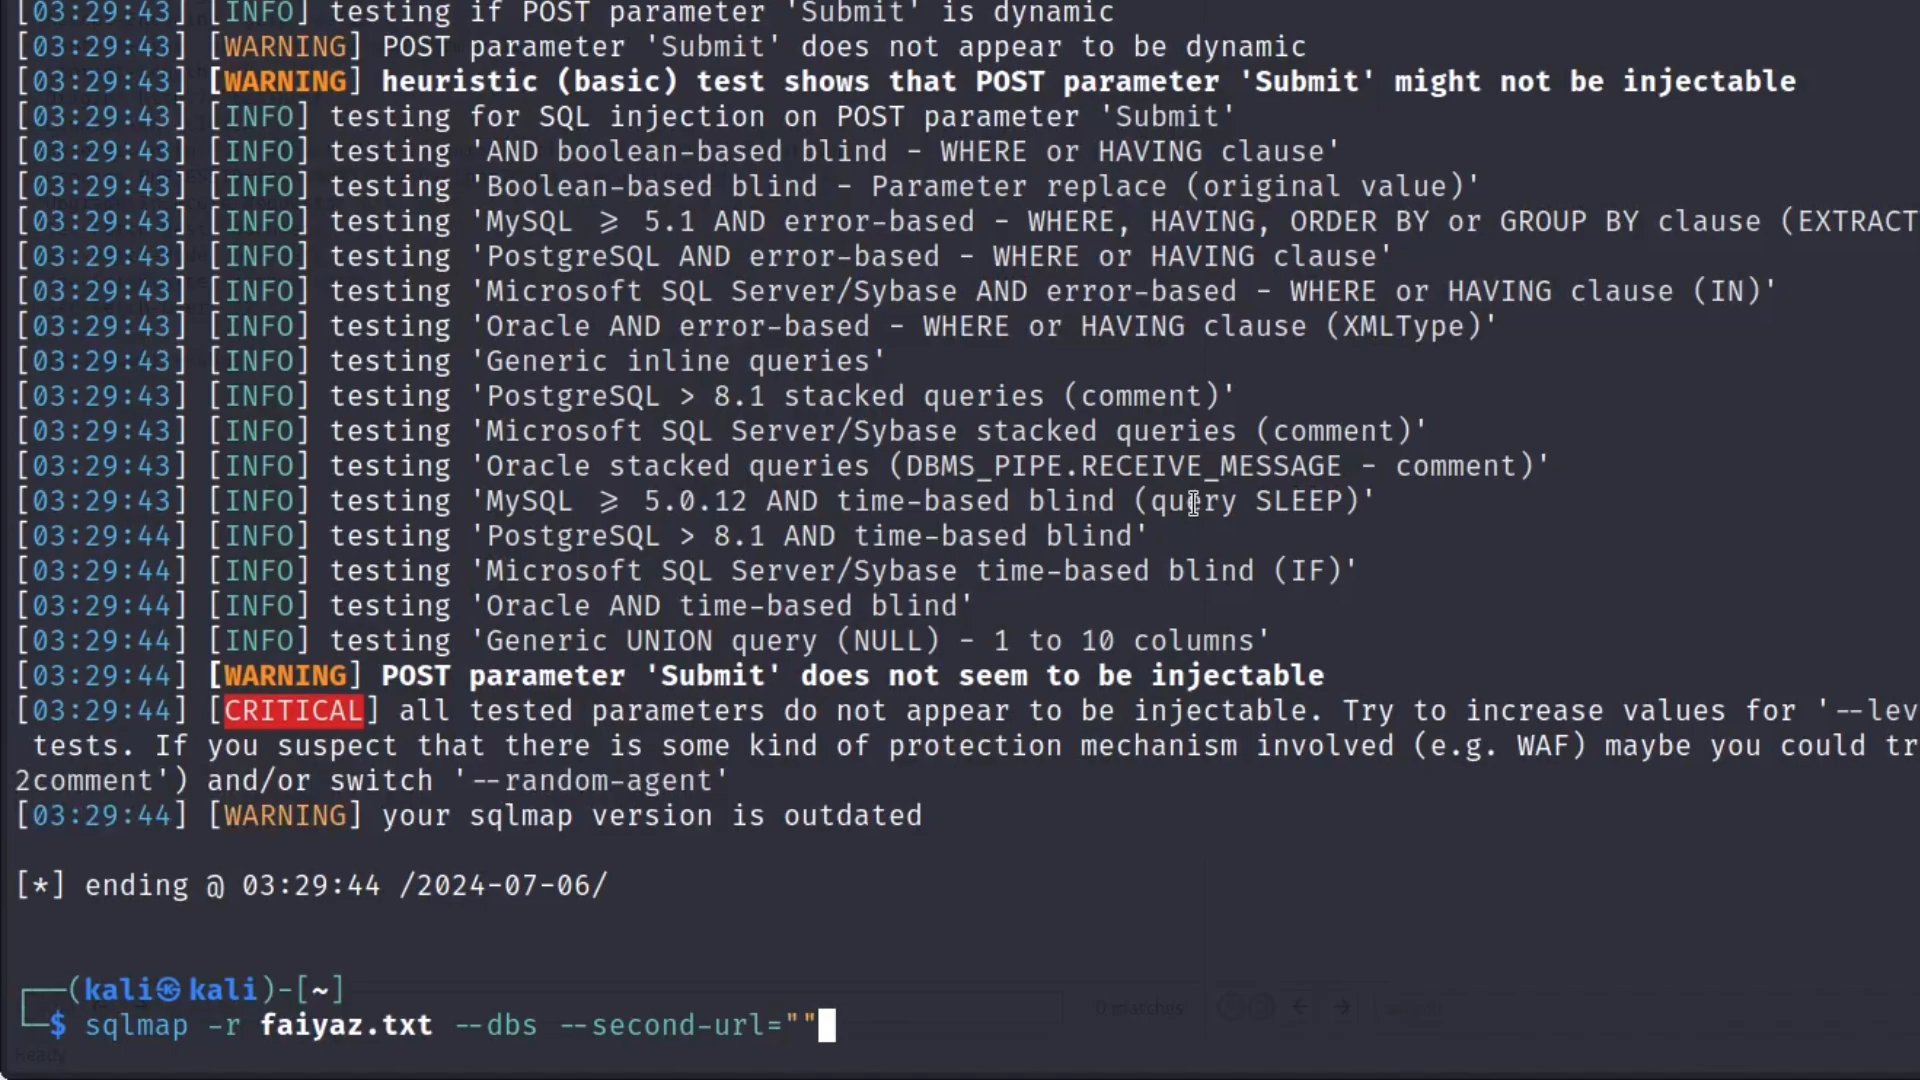 [03:29:43] [INFO] testing if POST parameter 'Submit' is dynamic
[03:29:43] [WARNING] POST parameter 'Submit' does not appear to be dynamic
[03:29:43] [WARNING] heuristic (basic) test shows that POST parameter 'Submit' might not be injectable
[03:29:43] [INFO] testing for SQL injection on POST parameter 'Submit'
[03:29:43] [INFO] testing 'AND boolean-based blind - WHERE or HAVING clause'
[03:29:43] [INFO] testing 'Boolean-based blind - Parameter replace (original value)'
[03:29:43] [INFO] testing 'MySQL >= 5.1 AND error-based - WHERE, HAVING, ORDER BY or GROUP BY clause (EXTRACT
[03:29:43] [INFO] testing 'PostgreSQL AND error-based - WHERE or HAVING clause'
[03:29:43] [INFO] testing 'Microsoft SQL Server/Sybase AND error-based - WHERE or HAVING clause (IN)'
[03:29:43] [INFO] testing 'Oracle AND error-based - WHERE or HAVING clause (XMLType)'
[03:29:43] [INFO] testing 'Generic inline queries'
[03:29:43] [INFO] testing 'PostgreSQL > 8.1 stacked queries (comment)'
[03:29:43] [INFO] testing 'Microsoft SQL Server/Sybase stacked queries (comment)'
[03:29:43] [INFO] testing 'Oracle stacked queries (DBMS_PIPE.RECEIVE_MESSAGE - comment)'
[03:29:43] [INFO] testing 'MySQL >= 5.0.12 AND time-based blind (query SLEEP)'
[03:29:43] [INFO] testing 'PostgreSQL > 8.1 AND time-based blind'
[03:29:44] [INFO] testing 'Microsoft SQL Server/Sybase time-based blind (IF)'
[03:29:44] [INFO] testing 'Oracle AND time-based blind'
[03:29:44] [INFO] testing 'Generic UNION query (NULL) - 1 to 10 columns'
[03:29:44] [WARNING] POST parameter 'Submit' does not seem to be injectable
[03:29:44] [CRITICAL] all tested parameters do not appear to be injectable. Try to increase values for '--lev
tests. If you suspect that there is some kind of protection mechanism involved (e.g. WAF) maybe you could tr
2comment') and/or switch '--random-agent'
[03:29:44] [WARNING] your sqlmap version is outdated
[*] ending @ 03:29:44 /2024-07-06/
┌──(kali㉿kali)-[~]
└─$ sqlmap -r faiyaz.txt --dbs --second-url=""
0 matches
Ready